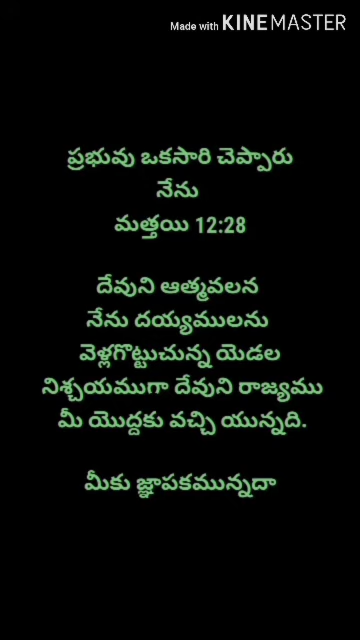 Made with KINEMASTER
ప్రభువు ఒకసారి చెప్పారు
నేను
మత్తయి 12:28
దేవుని ఆత్మవలన
నేను దయ్యములను
వెళ్లగొట్టుచున్న యెడల
నిశ్చయముగా దేవుని రాజ్యము
మీ యొద్దకు వచ్చి యున్నది.
మీకు జ్ఞాపకమున్నదా